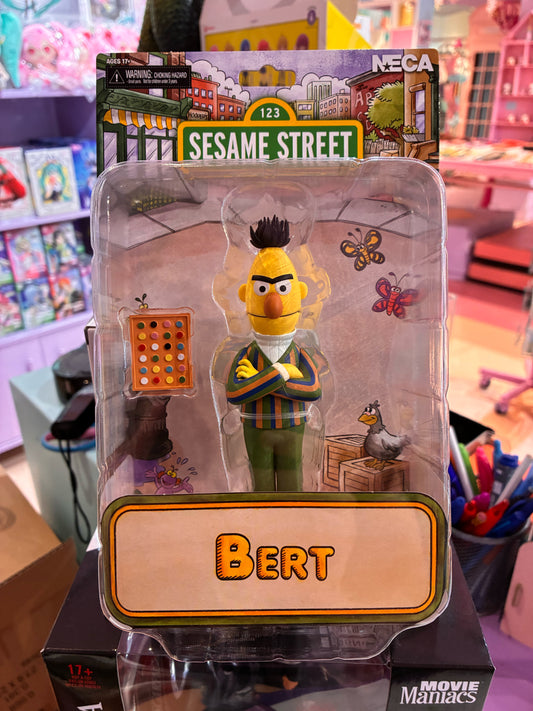 AGES 17+
WARNING: CHOKING HAZARD
NECA
123
SESAME STREET
BERT
17+
MOVIE
MANIACS